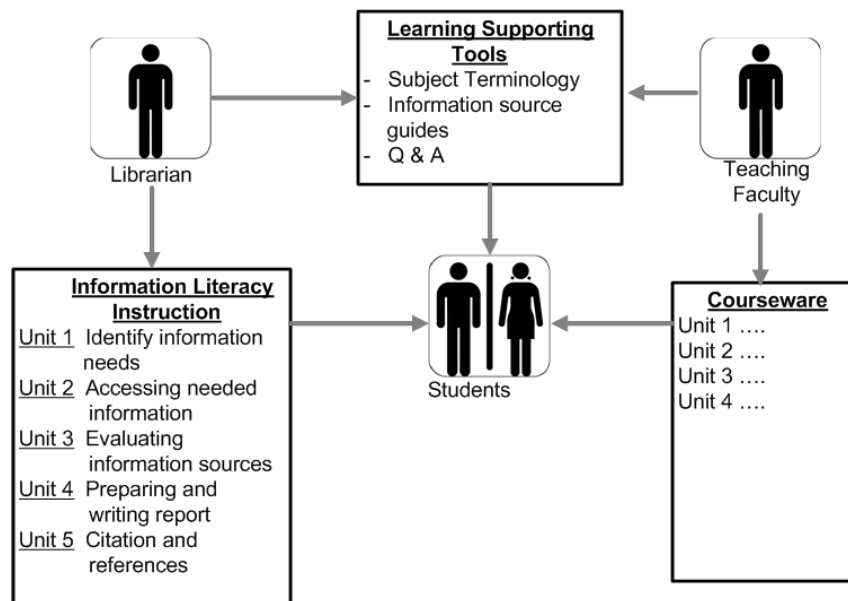 Learning Supporting
Tools
- Subject Terminology
- Information source
guides
- Q & A
Librarian
Teaching
Faculty
Information Literacy
Instruction
Unit 1 Identify information
needs
Unit 2 Accessing needed
information
Unit 3 Evaluating
information sources
Unit 4 Preparing and
writing report
Unit 5 Citation and
references
Students
Courseware
Unit 1 ....
Unit 2 ....
Unit 3 ....
Unit 4 ....